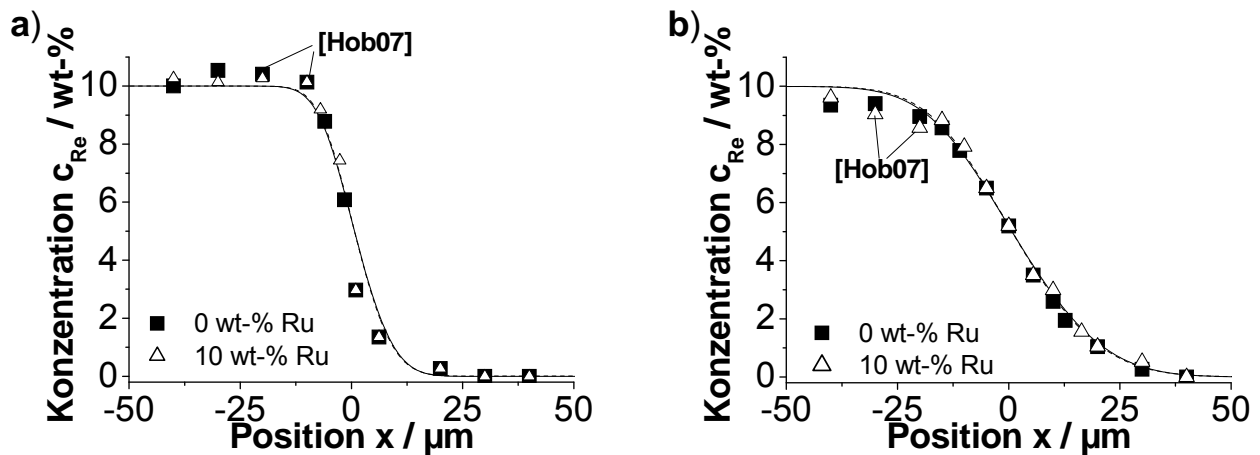 a)
Konzentration c_Re / wt-%
[Hob07]
10
8
6
4
2
0
0 wt-% Ru
10 wt-% Ru
-50
-25
0
25
50
Position x / µm
b)
Konzentration c_Re / wt-%
10
8
6
4
2
0
[Hob07]
0 wt-% Ru
10 wt-% Ru
-50
-25
0
25
50
Position x / µm